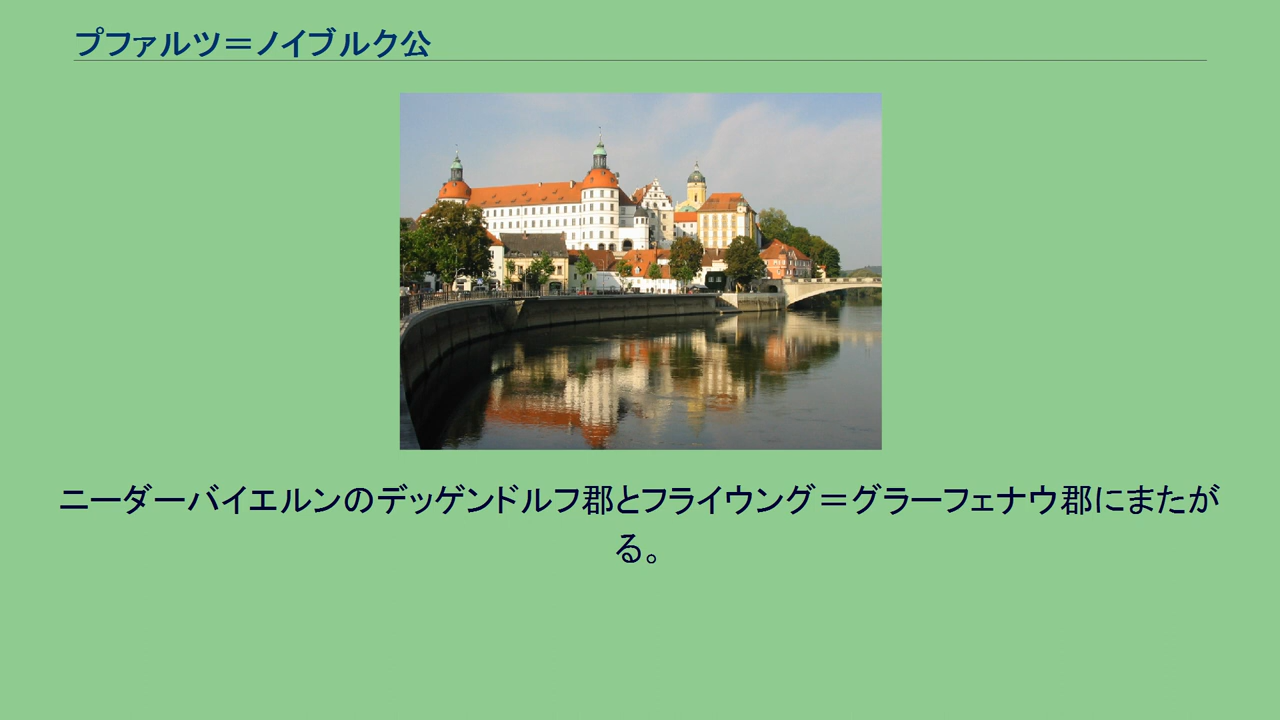 プファルツ＝ノイブルク公
ニーダーバイエルンのデッゲンドルフ郡とフライウング＝グラーフェナウ郡にまたが
る。